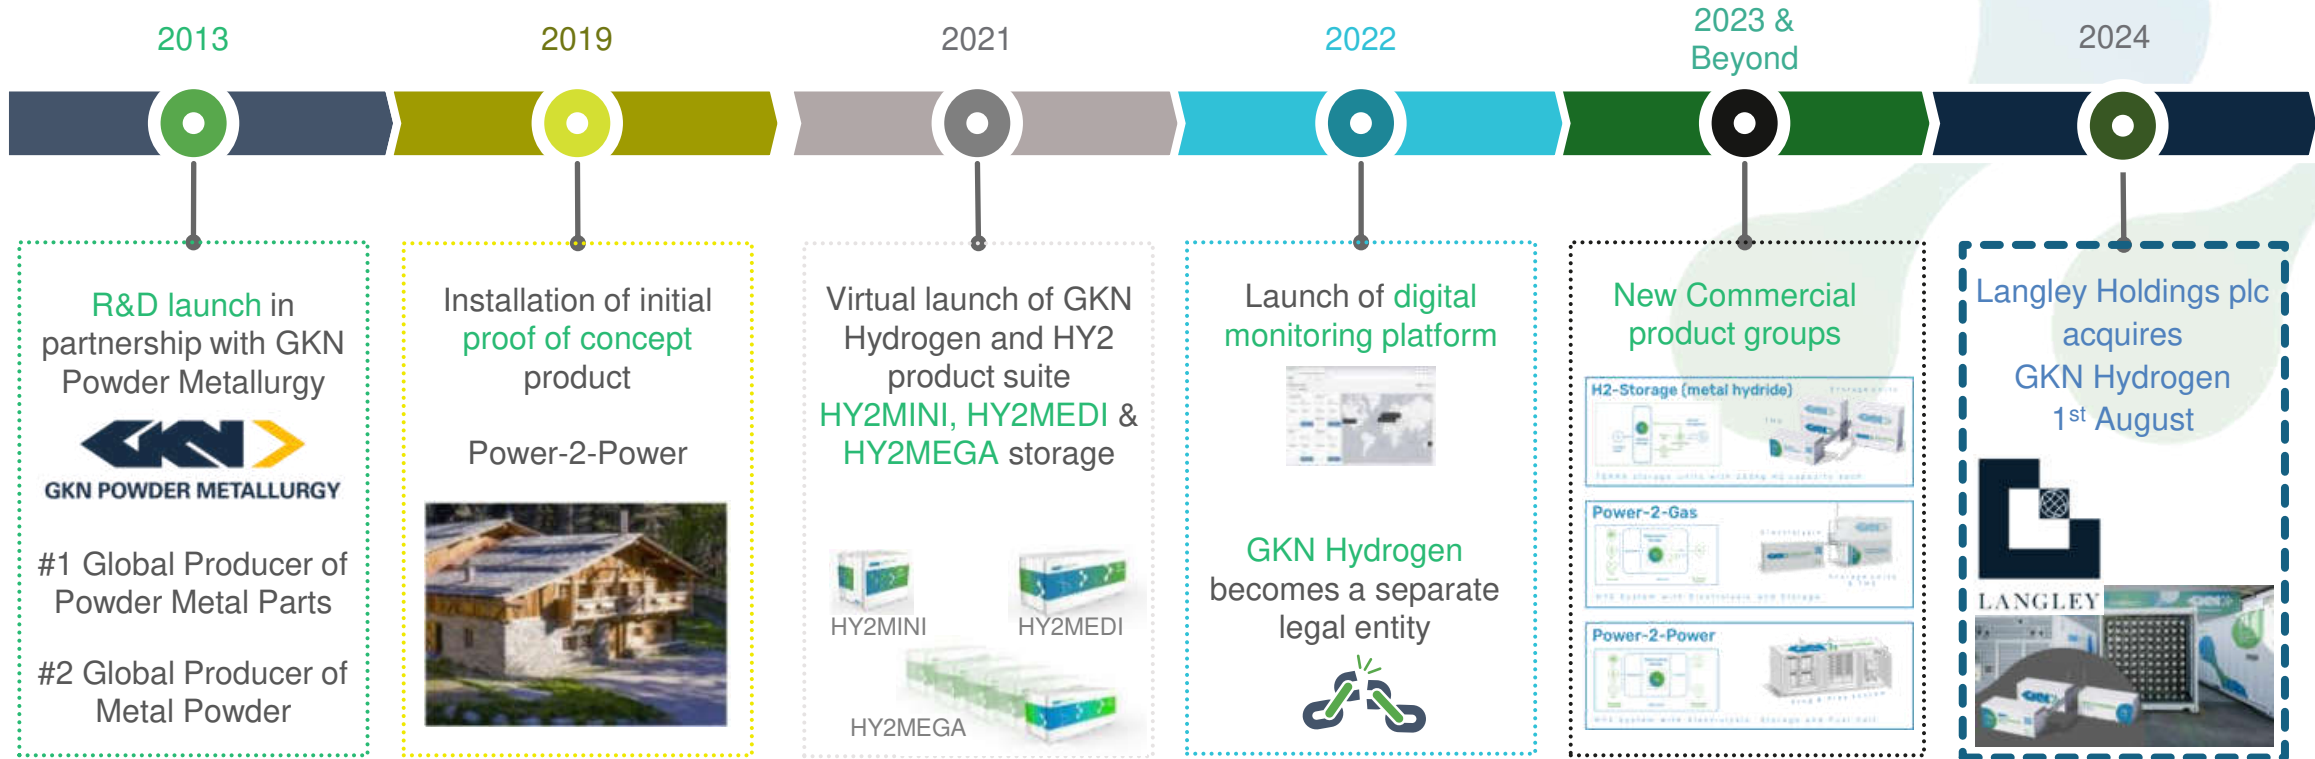 2013
R&D launch in
partnership with GKN
Powder Metallurgy
GKN
GKN POWDER METALLURGY
#1 Global Producer of
Powder Metal Parts
#2 Global Producer of
Metal Powder
2019
Installation of initial
proof of concept
product
Power-2-Power
2021
Virtual launch of GKN
Hydrogen and HY2
product suite
HY2MINI, HY2MEDI &
HY2MEGA storage
HY2MINI
HY2MEDI
HY2MEGA
2022
Launch of digital
monitoring platform
GKN Hydrogen
becomes a separate
legal entity
2023 &
Beyond
New Commercial
product groups
H2-Storage (metal hydride)
Power-2-Gas
Power-2-Power
2024
Langley Holdings plc
acquires
GKN Hydrogen
1st August
LANGLEY